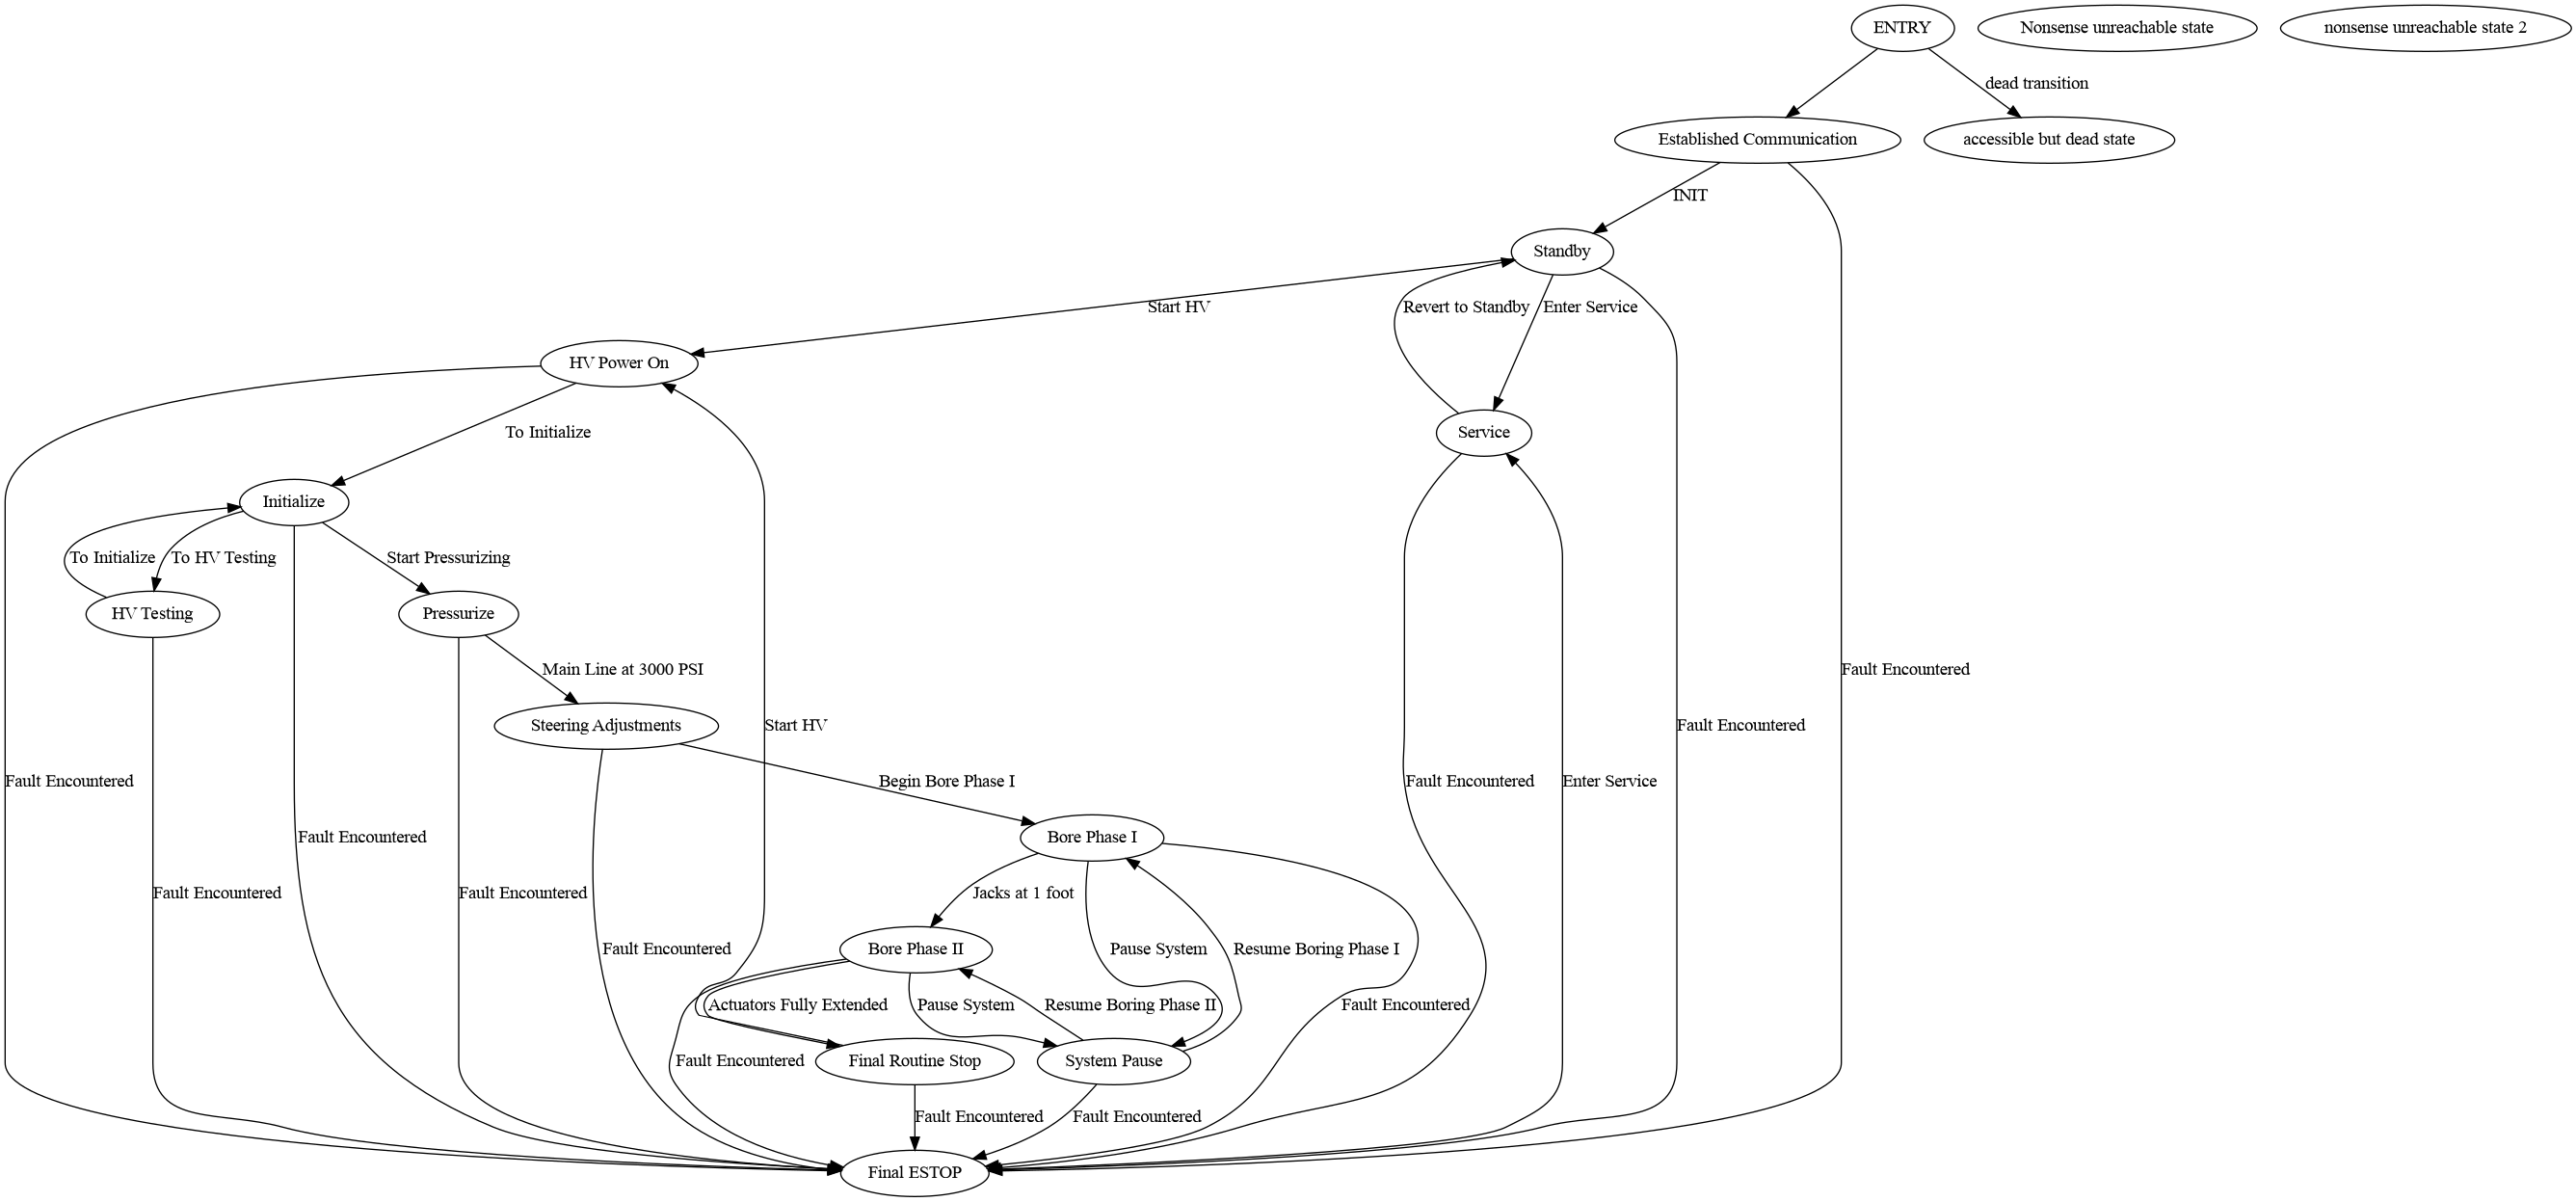 ENTRY
Nonsense unreachable state
nonsense unreachable state 2
dead transition
Established Communication
accessible but dead state
INIT
Standby
Start HV
Revert to Standby
Enter Service
HV Power On
To Initialize
Service
Initialize
To Initialize
To HV Testing
Start Pressurizing
HV Testing
Pressurize
Main Line at 3000 PSI
Fault Encountered
Steering Adjustments
Start HV
Fault Encountered
Fault Encountered
Begin Bore Phase I
Fault Encountered
Enter Service
Fault Encountered
Bore Phase I
Fault Encountered
Fault Encountered
Jacks at 1 foot
Fault Encountered
Bore Phase II
Pause System
Resume Boring Phase I
Actuators Fully Extended
Pause System
Resume Boring Phase II
Fault Encountered
Fault Encountered
Final Routine Stop
System Pause
Fault Encountered
Fault Encountered
Final ESTOP